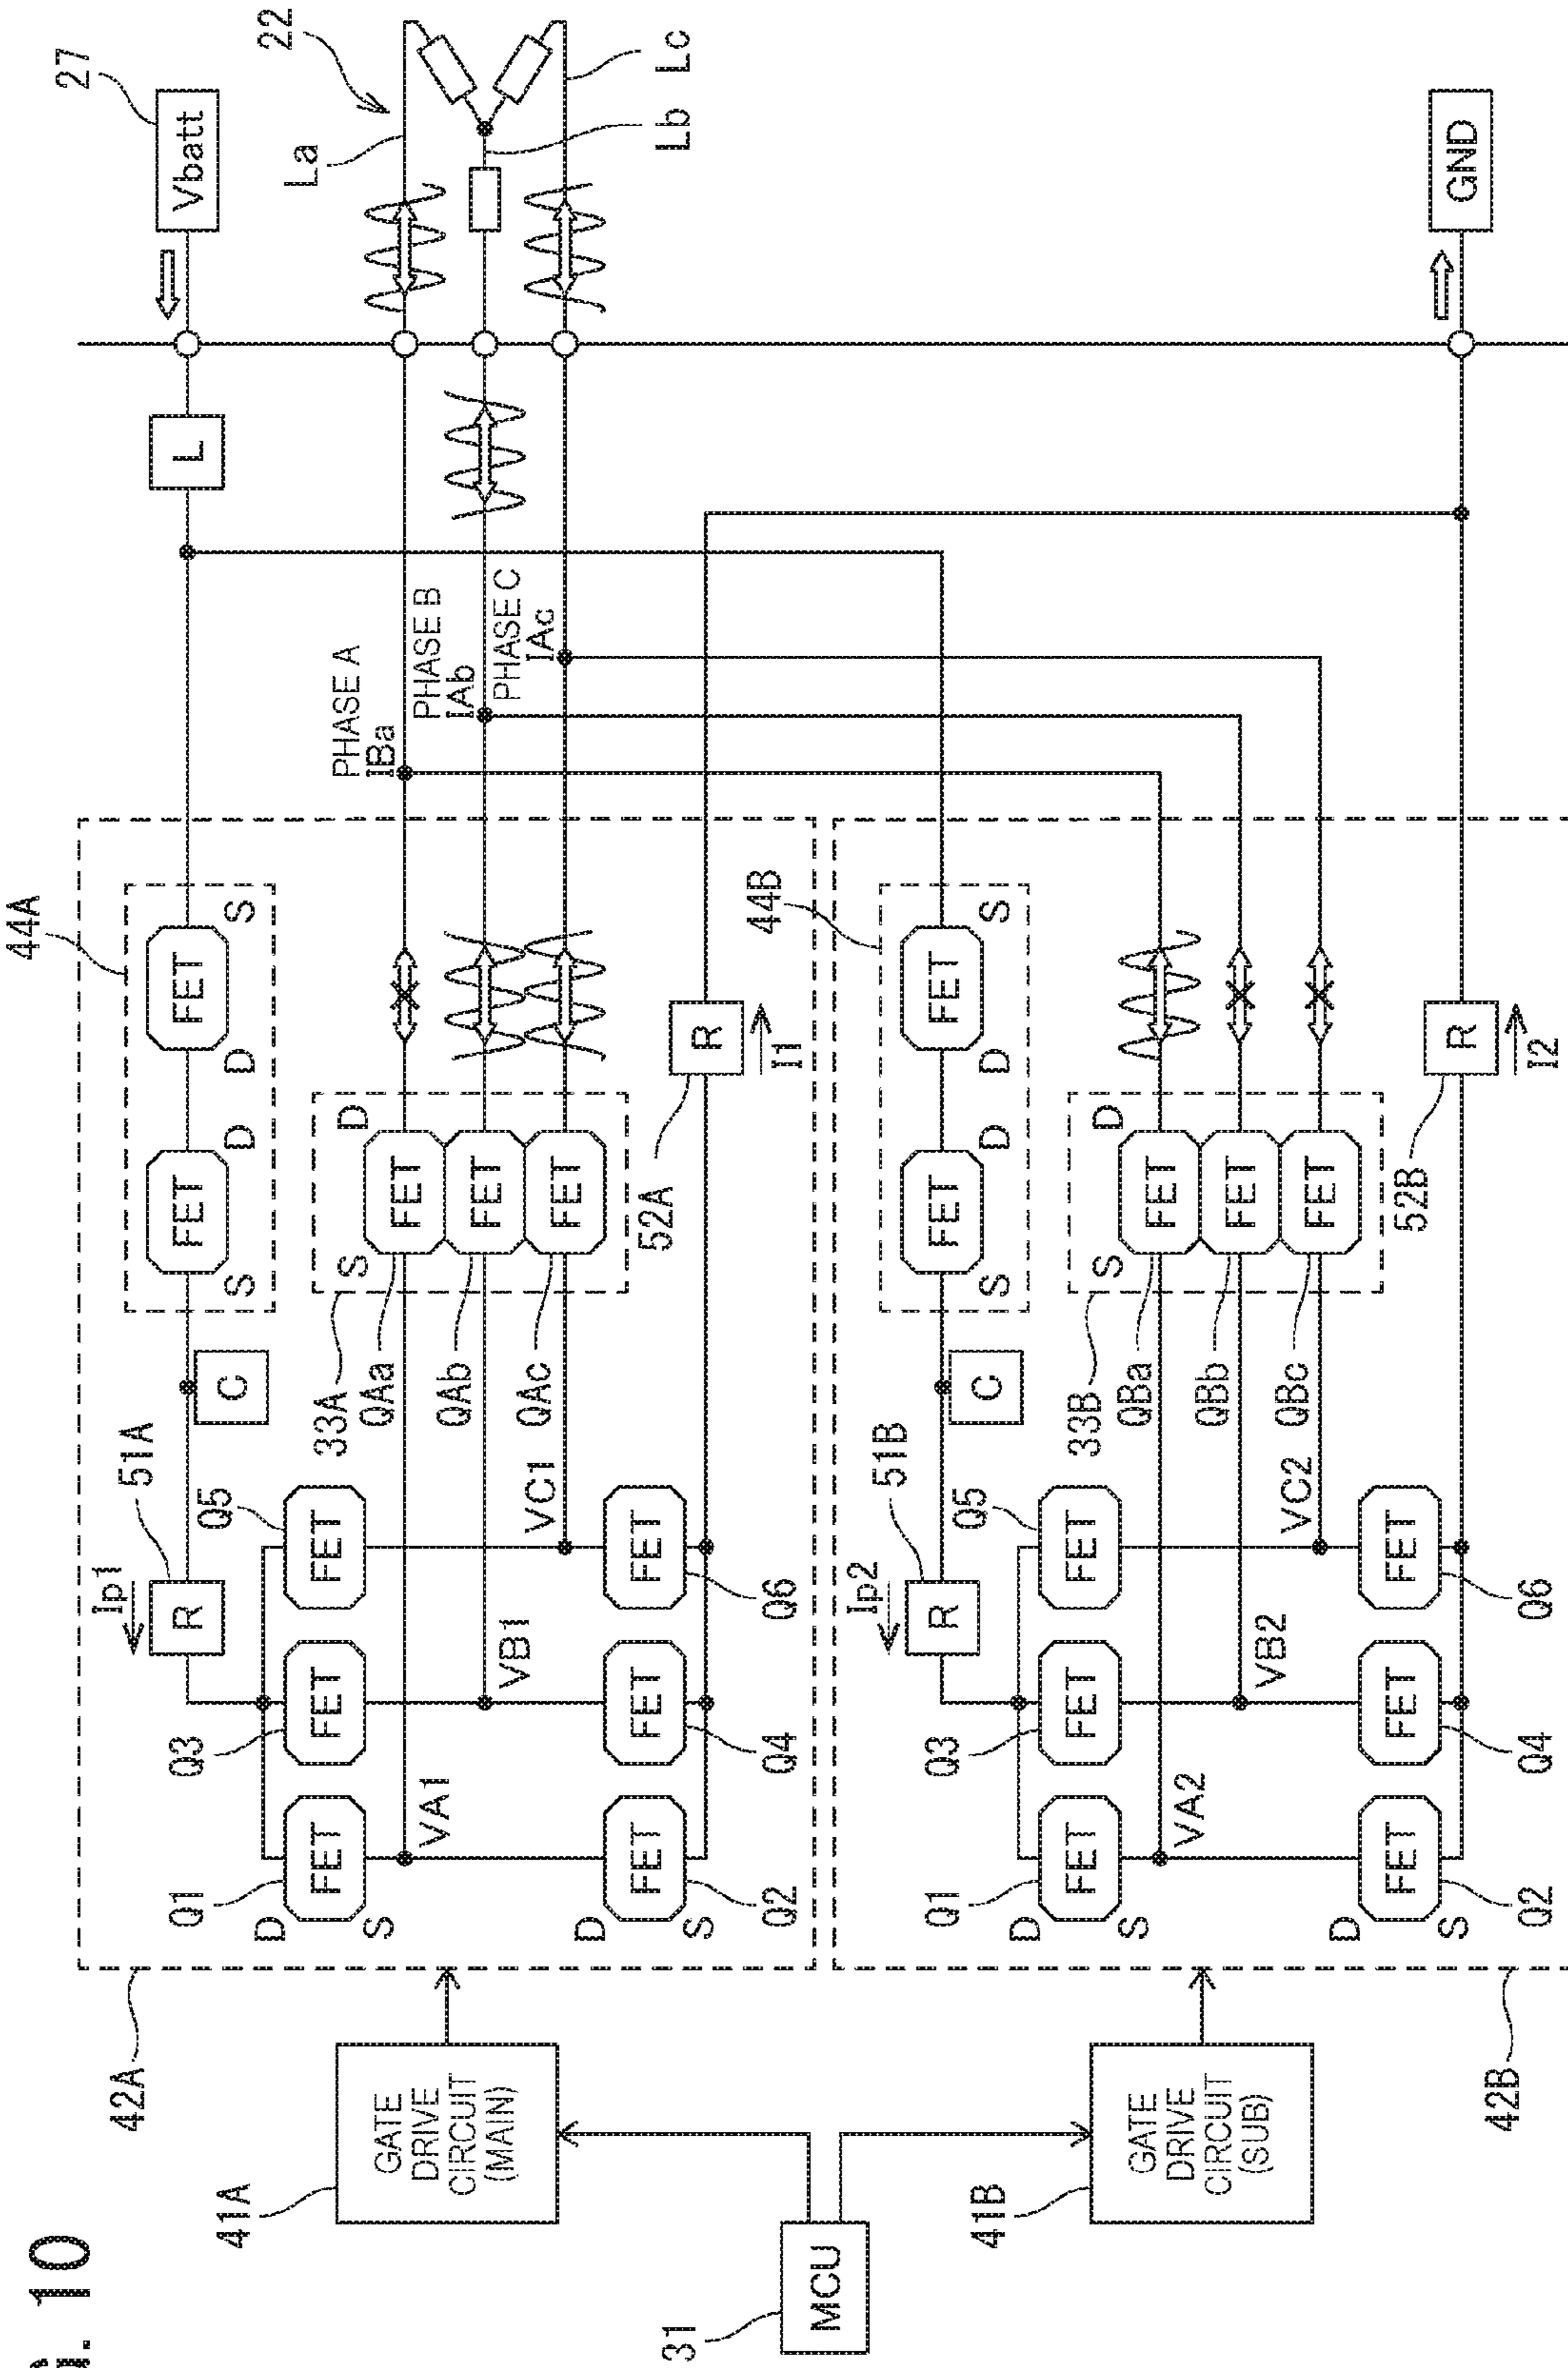 G. 10
27
Vbatt
22
La
Lb
Lc
L
GND
PHASE A
IBa
PHASE B
IAb
PHASE C
IAc
44A
FET
FET
S
D
D
S
C
51A
Ip1
R
Q5
FET
Q3
FET
Q1
FET
D
S
33A
QAa
QAb
QAc
S
D
FET
FET
FET
VA1
VB1
VC1
52A
R
I1
Q6
FET
Q4
FET
Q2
FET
D
S
42A
41A
GATE
DRIVE
CIRCUIT
(MAIN)
31
MCU
41B
GATE
DRIVE
CIRCUIT
(SUB)
42B
44B
FET
FET
S
D
D
S
C
51B
Ip2
R
Q5
FET
Q3
FET
Q1
FET
D
S
33B
QBa
QBb
QBc
S
D
FET
FET
FET
VA2
VB2
VC2
52B
R
I2
Q6
FET
Q4
FET
Q2
FET
D
S